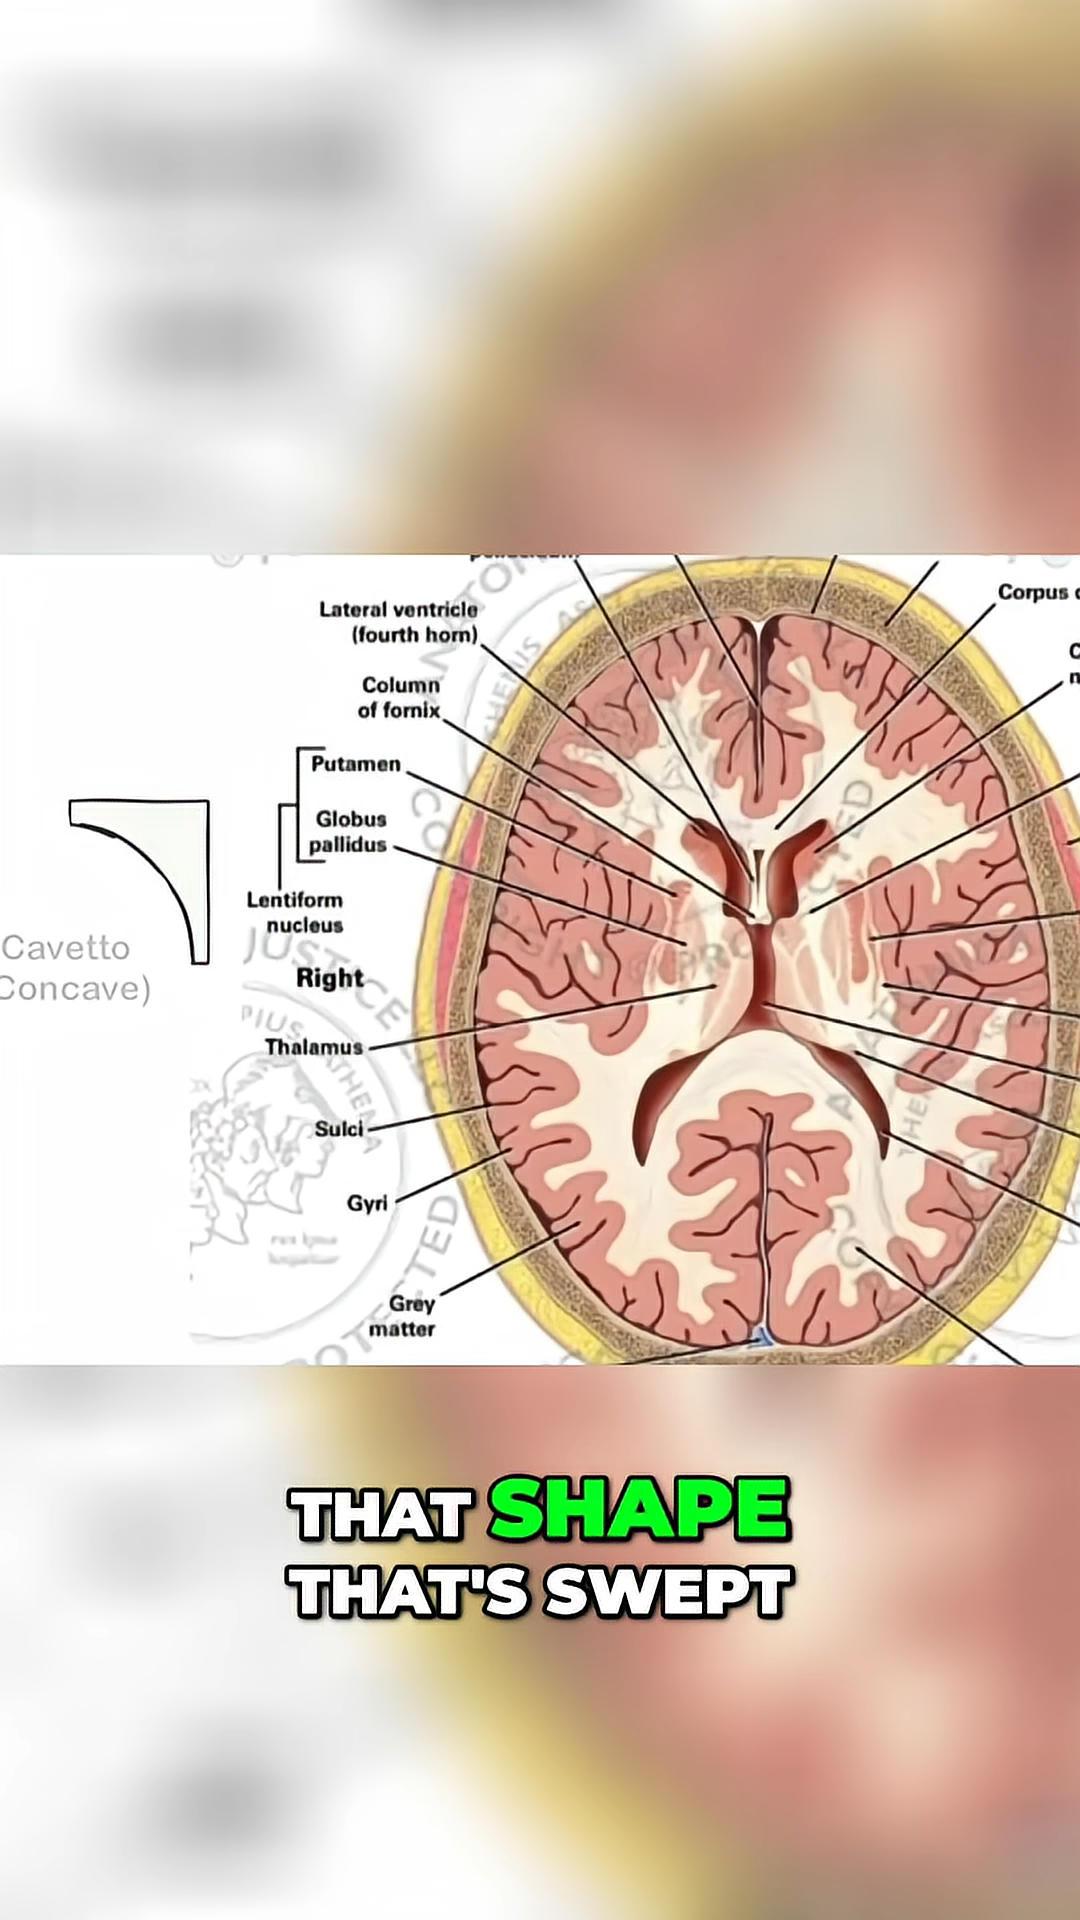 Lateral ventricle
(fourth horn)
Corpus
Column
of fornix
Putamen
Globus
pallidus
Lentiform
nucleus
Cavetto
Concave)
Right
Thalamus
Sulci
Gyri
Grey
matter
JUSTICE
THAT SHAPE
THAT'S SWEPT